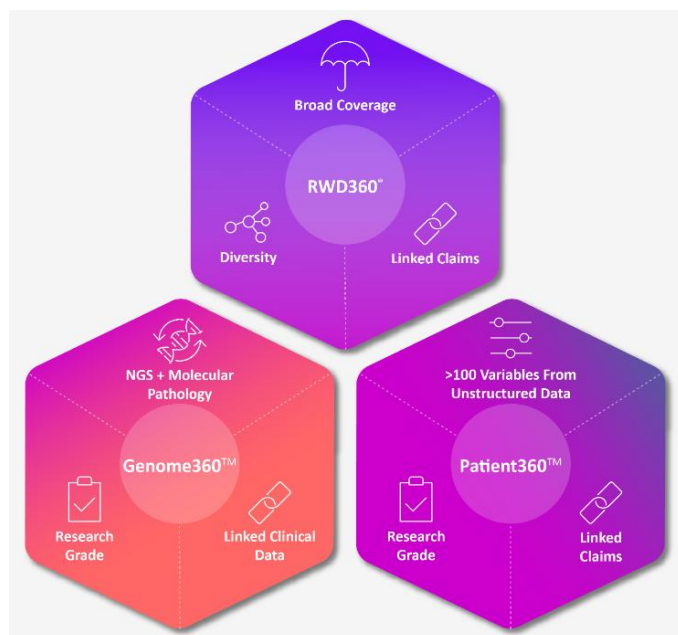 Broad Coverage
RWD360®
Diversity
Linked Claims
NGS + Molecular
Pathology
Genome360™
Research
Grade
Linked Clinical
Data
>100 Variables From
Unstructured Data
Patient360™
Research
Grade
Linked
Claims